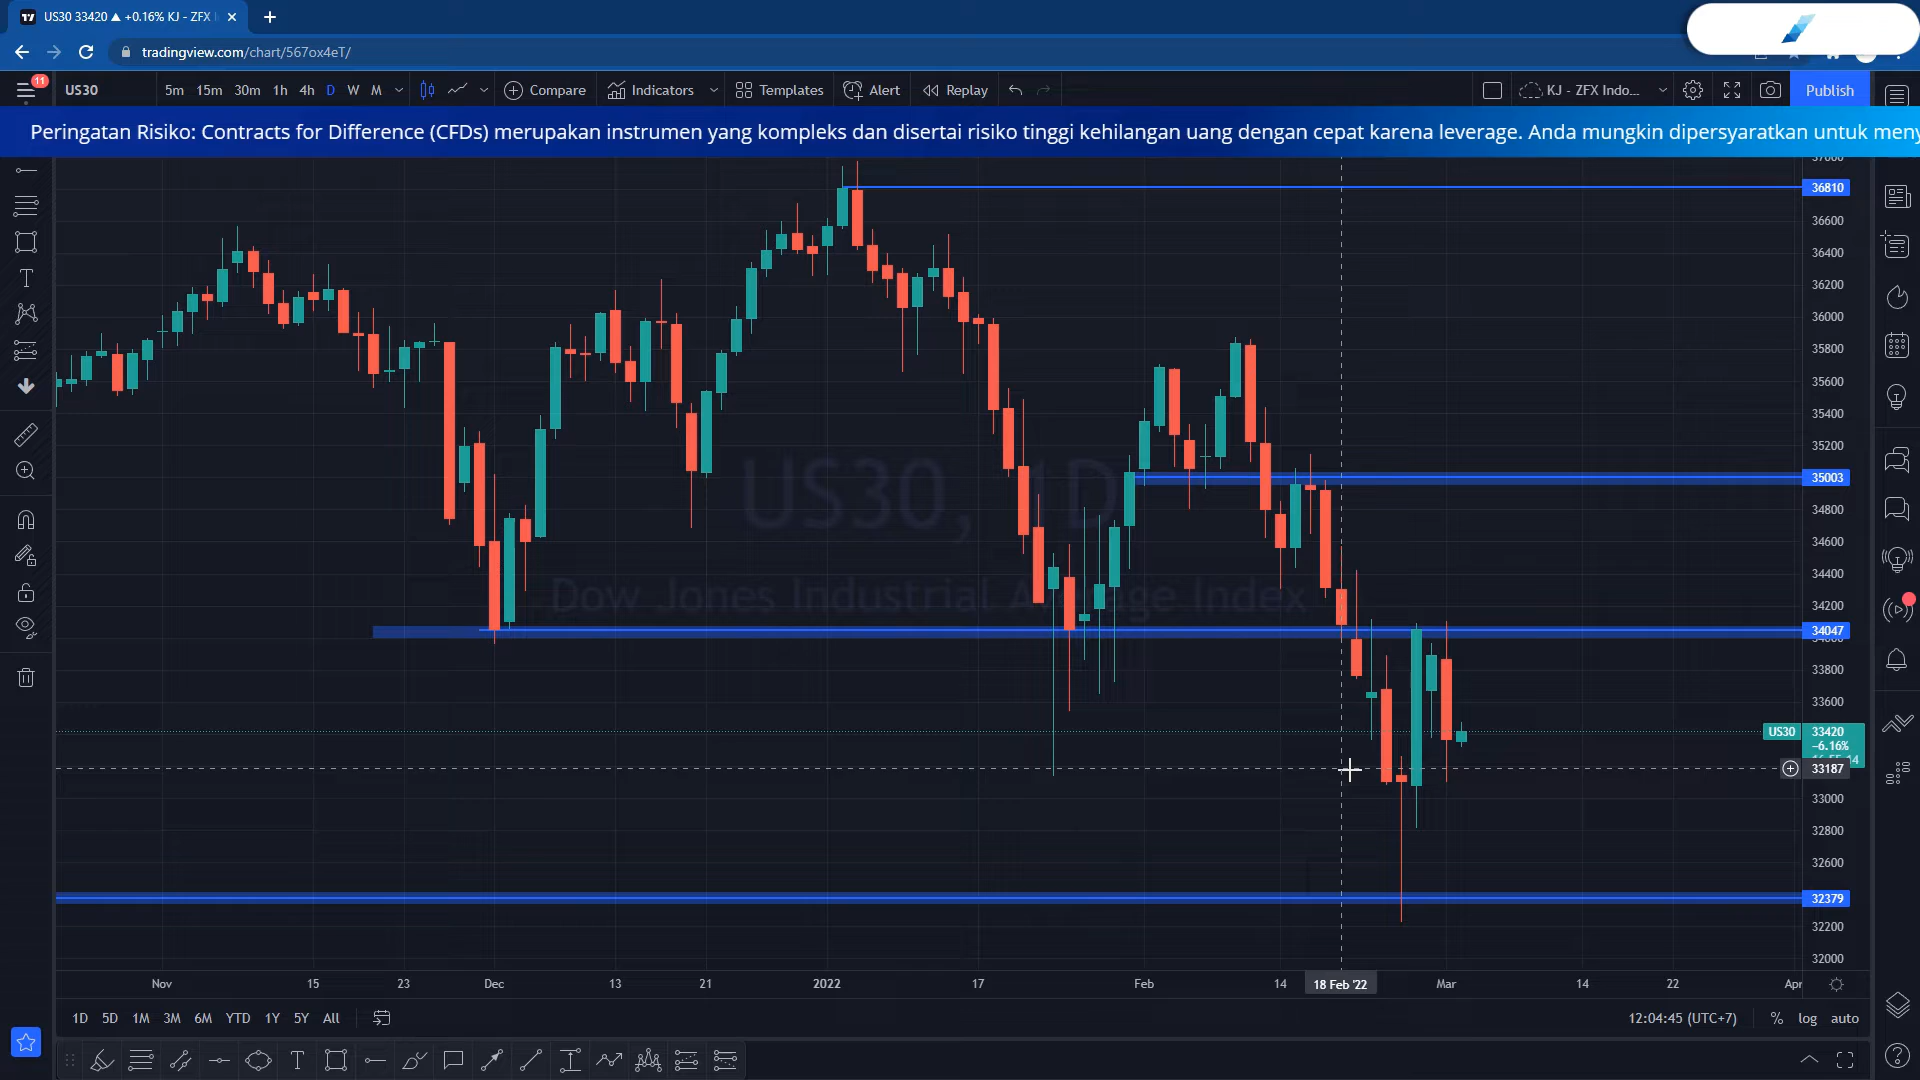 US30 33420 ▲ +0.16% KJ - ZFX I
tradingview.com/chart/567ox4eT/
11
US30
5m 15m 30m 1h 4h D W M
Compare
Indicators
Templates
Alert
Replay
KJ - ZFX Indo...
Publish
Peringatan Risiko: Contracts for Difference (CFDs) merupakan instrumen yang kompleks dan disertai risiko tinggi kehilangan uang dengan cepat karena leverage. Anda mungkin dipersyaratkan untuk meny
37000
36810
36600
36400
36200
36000
35800
35600
35400
35200
35003
34800
34600
34400
34200
34047
34000
33800
33600
US30 33420
−6.16%
33187
33000
32800
32600
32379
32200
32000
US30, 1D
Dow Jones Industrial Average Index
Nov 15 23 Dec 13 21 2022 17 Feb 14 18 Feb '22 Mar 14 22 Apr
1D 5D 1M 3M 6M YTD 1Y 5Y All
12:04:45 (UTC+7) % log auto